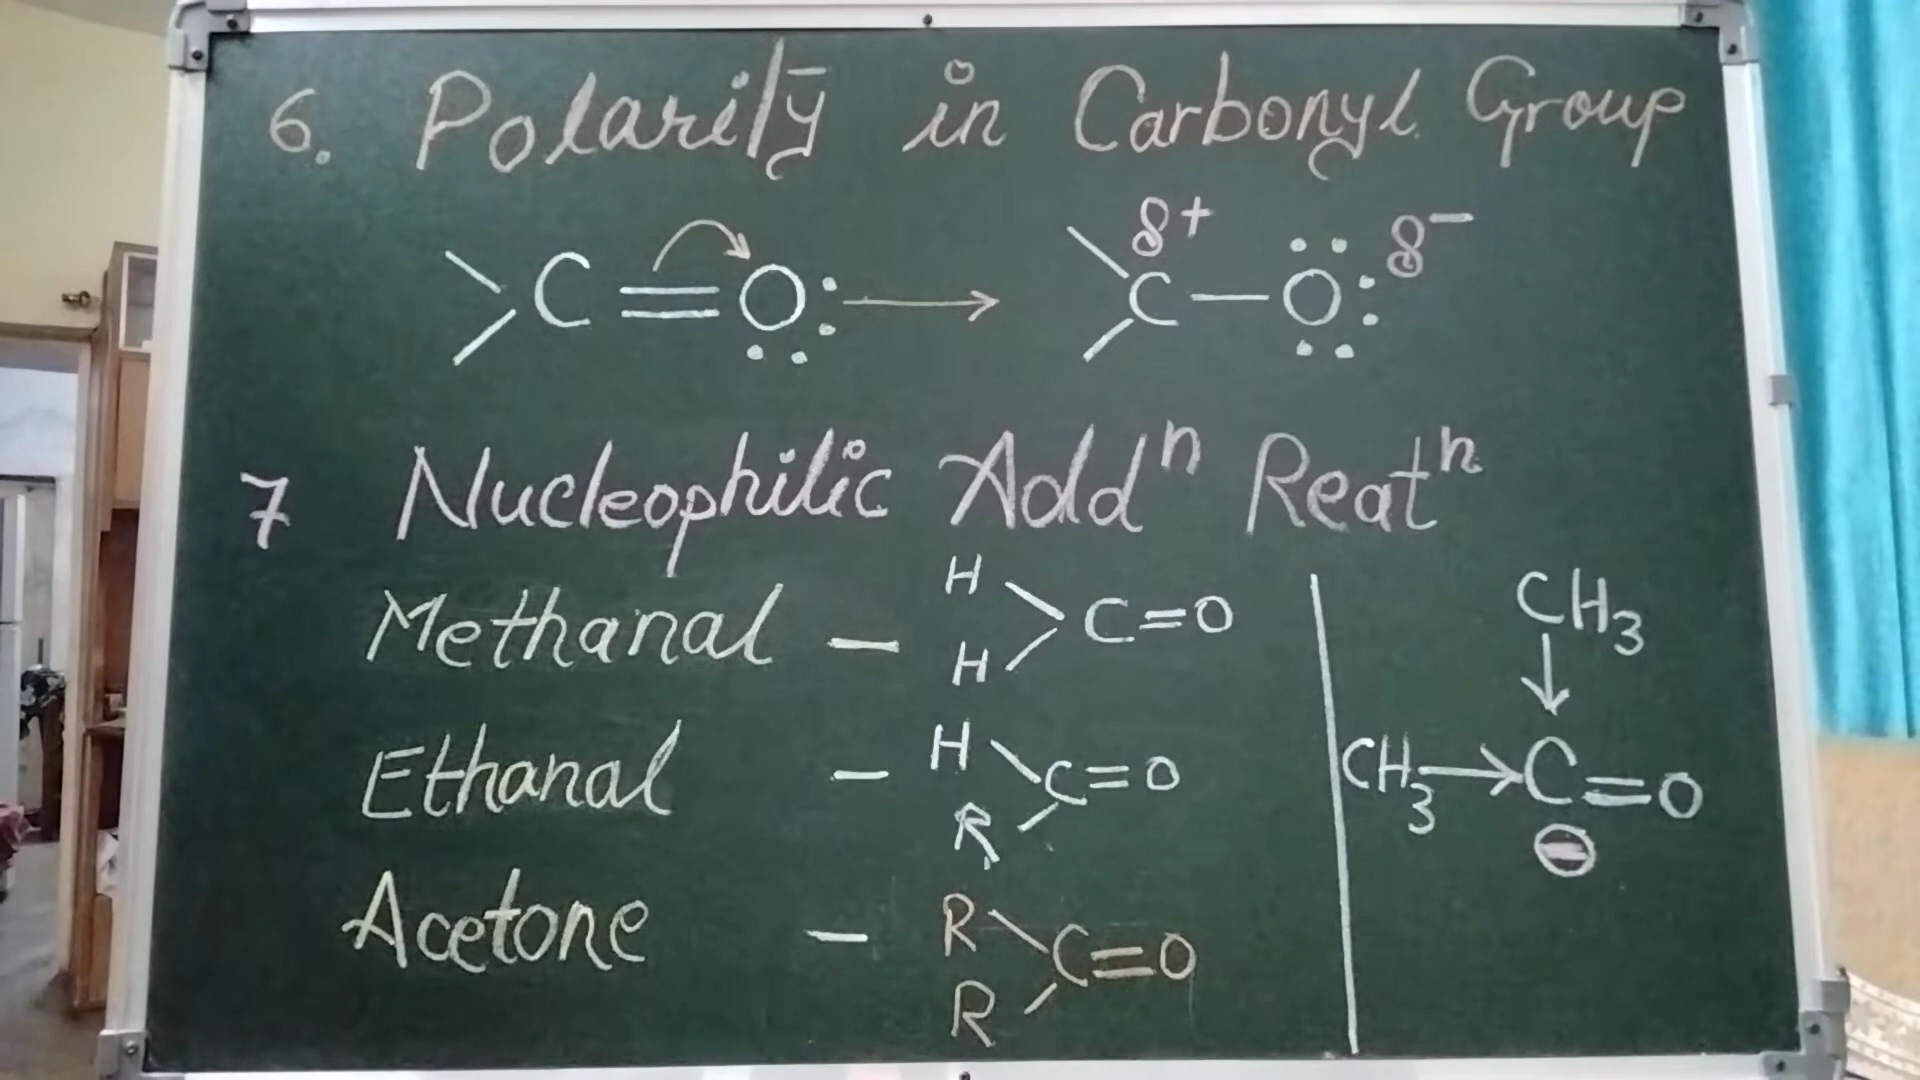 6. Polarity in Carbonyl Group
>C=O: → >C—O:
δ+ δ−
7 Nucleophilic Addⁿ Reatⁿ
Methanal — H H >C=O
Ethanal — H R >C=O
Acetone — R R >C=O
CH₃
↓
CH₃→C=O
⊖